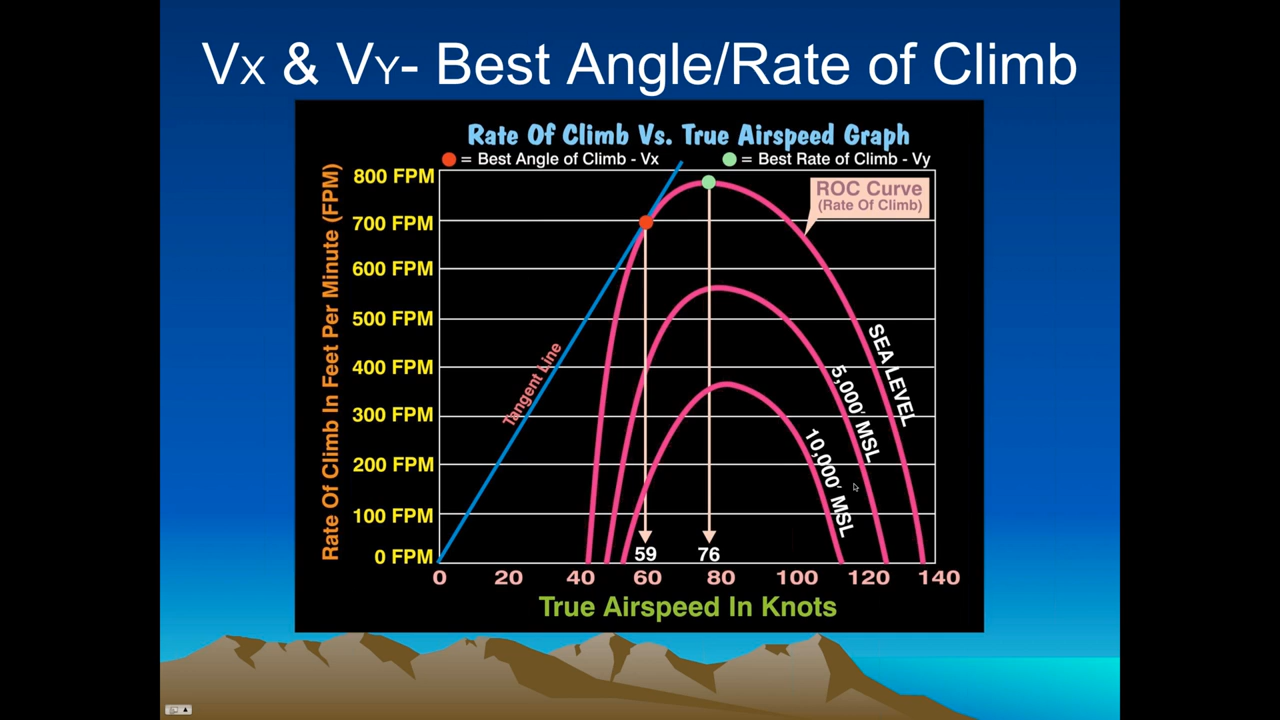 VX & VY- Best Angle/Rate of Climb
Rate Of Climb Vs. True Airspeed Graph
= Best Angle of Climb - Vx
= Best Rate of Climb - Vy
ROC Curve
(Rate Of Climb)
Rate Of Climb In Feet Per Minute (FPM)
800 FPM
700 FPM
600 FPM
500 FPM
400 FPM
300 FPM
200 FPM
100 FPM
0 FPM
Tangent Line
SEA LEVEL
5,000' MSL
10,000' MSL
59
76
0
20
40
60
80
100
120
140
True Airspeed In Knots